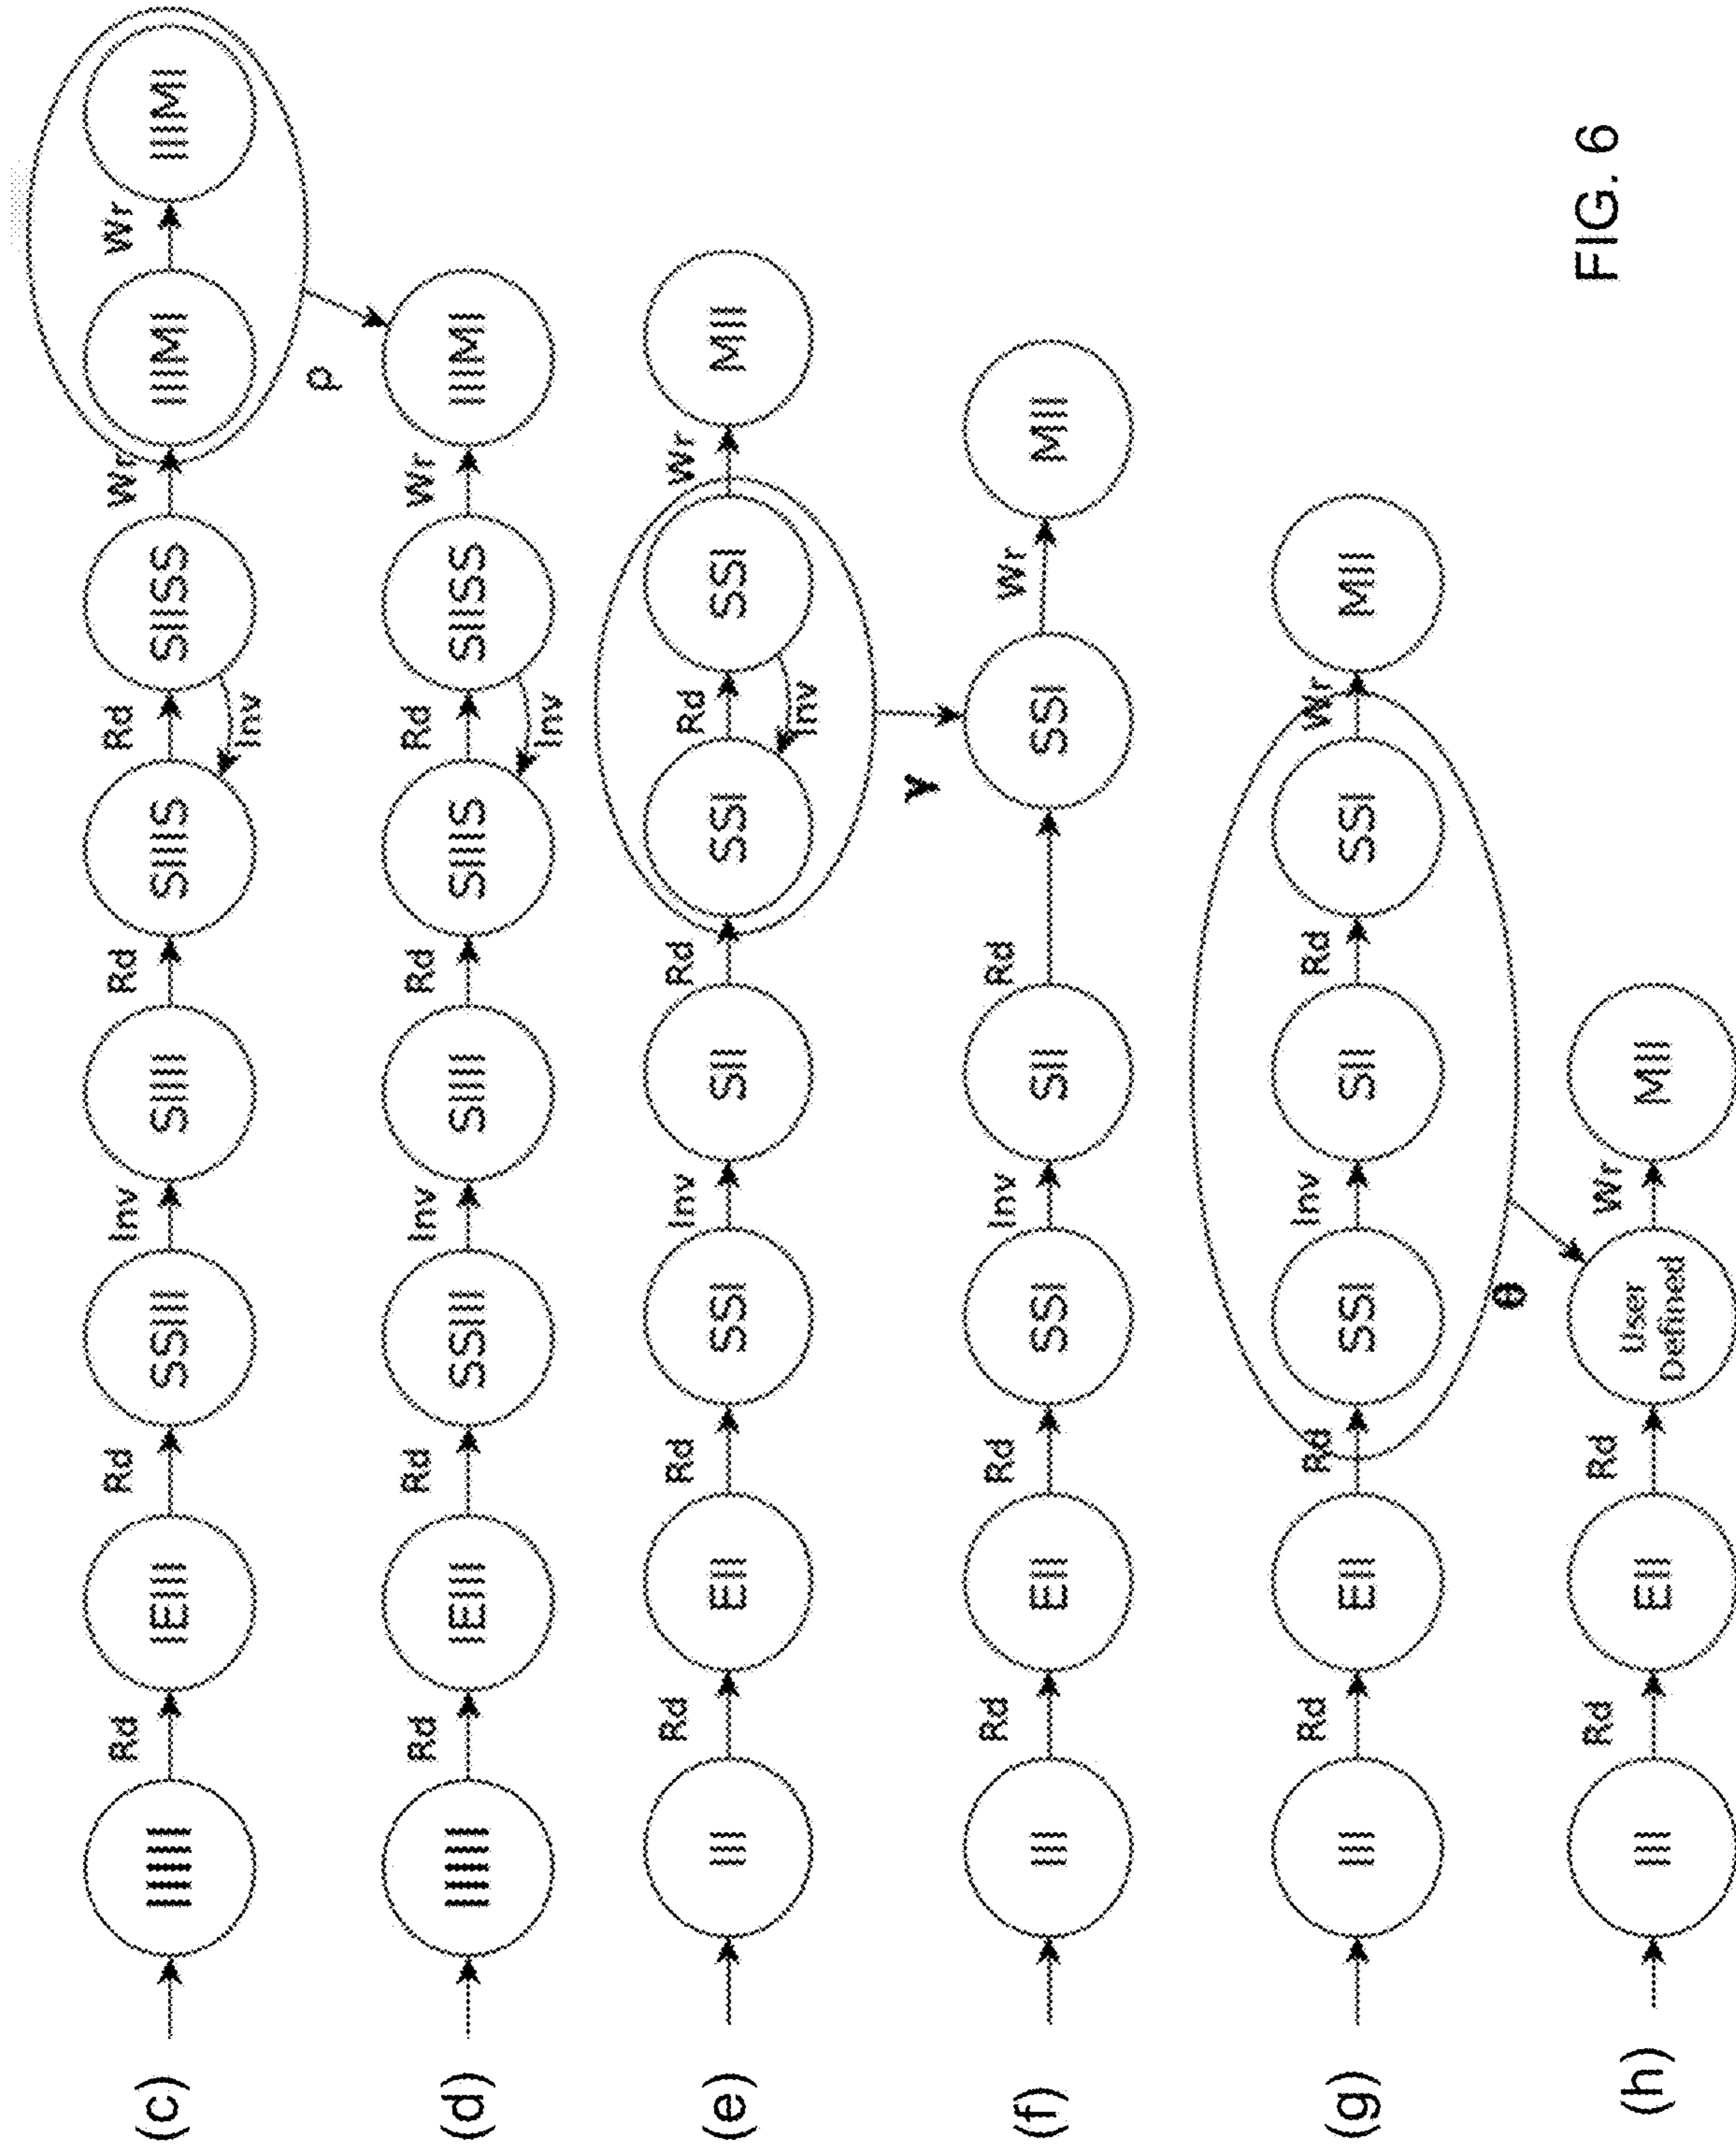 Rd Rd Inv Rd Rd Wr Wr
(c) IIIII IEIII SSIII SIIII SIIIS SIISS IIIMI IIIMI
Inv
ρ
Rd Rd Inv Rd Rd Wr
(d) IIIII IEIII SSIII SIIII SIIIS SIISS IIIMI
Inv
Rd Rd Inv Rd Rd Wr
(e) III EII SSI SII SSI SSI MII
Inv
γ
Rd Rd Inv Rd Wr
(f) III EII SSI SII SSI MII
Rd Rd Inv Rd Wr
(g) III EII SSI SII SSI MII
θ
Rd Rd Wr
(h) III EII User MII
Defined
FIG. 6